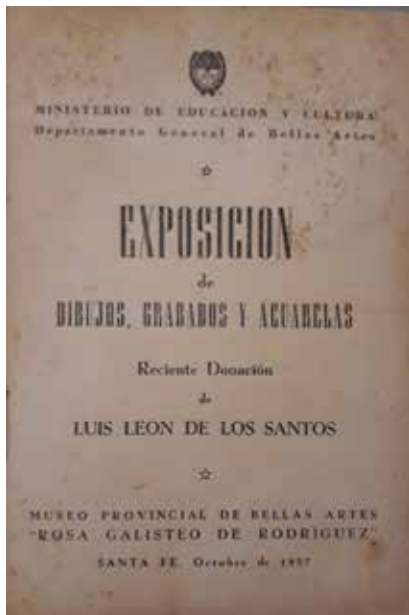 MINISTERIO DE EDUCACION Y CULTURA
Departamento General de Bellas Artes
EXPOSICION
de
DIBUJOS, GRABADOS Y ACUARELAS
Reciente Donación
de
LUIS LEON DE LOS SANTOS
MUSEO PROVINCIAL DE BELLAS ARTES
"ROSA GALISTEO DE RODRIGUEZ"
SANTA FE, Octubre de 1957